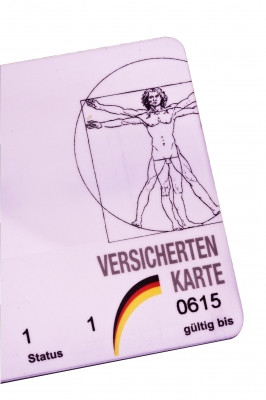 VERSICHERTEN
KARTE
1 1 0615
Status gültig bis